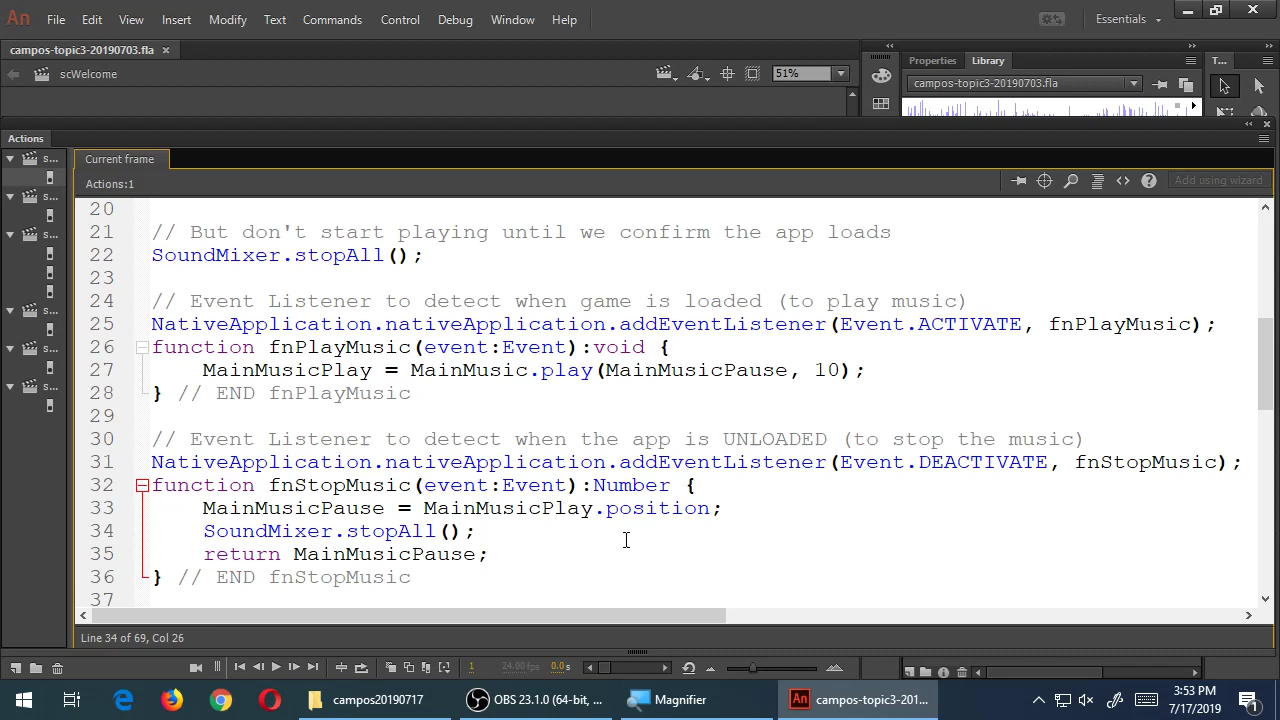 An File Edit View Insert Modify Text Commands Control Debug Window Help Essentials
campos-topic3-20190703.fla × Properties Library T...
scWelcome 51% campos-topic3-20190703.fla
Actions
s... Current frame
Actions:1 Add using wizard
s...
s...
s...
s...
s...
20
21 // But don't start playing until we confirm the app loads
22 SoundMixer.stopAll();
23
24 // Event Listener to detect when game is loaded (to play music)
25 NativeApplication.nativeApplication.addEventListener(Event.ACTIVATE, fnPlayMusic);
26 function fnPlayMusic(event:Event):void {
27 MainMusicPlay = MainMusic.play(MainMusicPause, 10);
28 } // END fnPlayMusic
29
30 // Event Listener to detect when the app is UNLOADED (to stop the music)
31 NativeApplication.nativeApplication.addEventListener(Event.DEACTIVATE, fnStopMusic);
32 function fnStopMusic(event:Event):Number {
33 MainMusicPause = MainMusicPlay.position;
34 SoundMixer.stopAll();
35 return MainMusicPause;
36 } // END fnStopMusic
37
Line 34 of 69, Col 26
1 24.00fps 0.0s
campos20190717 OBS 23.1.0 (64-bit, ... Magnifier An campos-topic3-201... 3:53 PM
7/17/2019 1